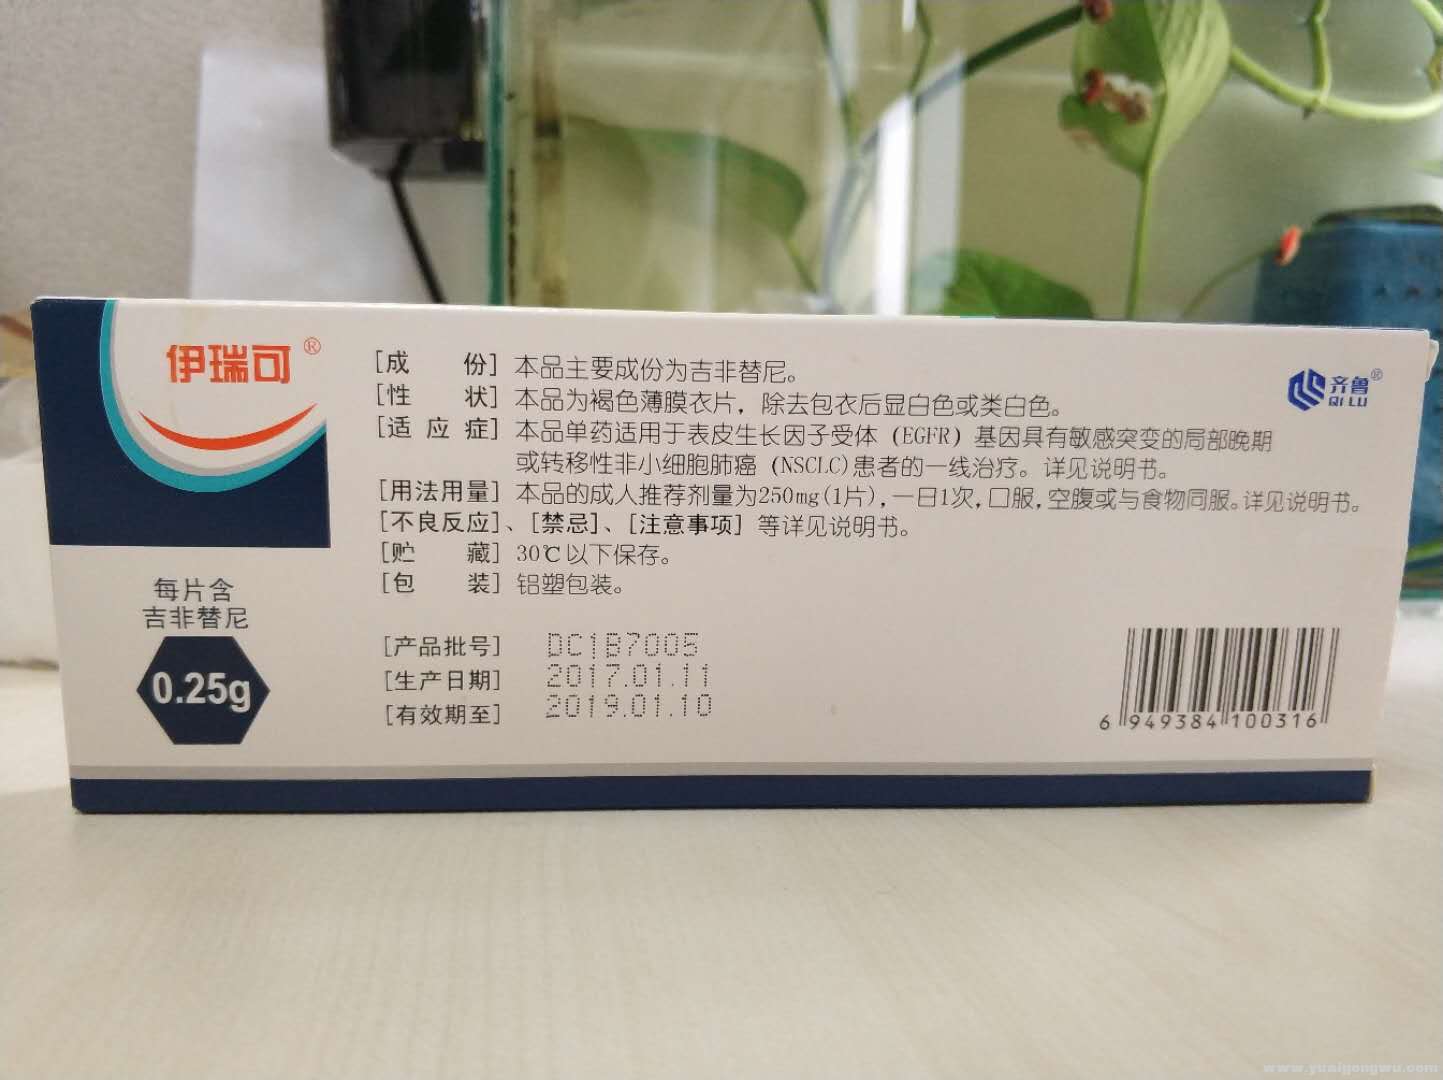 伊瑞可®
[成 份] 本品主要成份为吉非替尼。
[性 状] 本品为褐色薄膜衣片，除去包衣后显白色或类白色。
[适 应 症] 本品单药适用于表皮生长因子受体（EGFR）基因具有敏感突变的局部晚期
或转移性非小细胞肺癌（NSCLC)患者的一线治疗。详见说明书。
[用法用量] 本品的成人推荐剂量为250mg(1片),一日1次,口服,空腹或与食物同服。详见说明书。
[不良反应]、[禁忌]、[注意事项] 等详见说明书。
[贮 藏] 30℃以下保存。
[包 装] 铝塑包装。
齐鲁®
QILU
每片含
吉非替尼
0.25g
[产品批号] DC1B7005
[生产日期] 2017.01.11
[有效期至] 2019.01.10
6 949384 100316
www.yuaigongwu.com